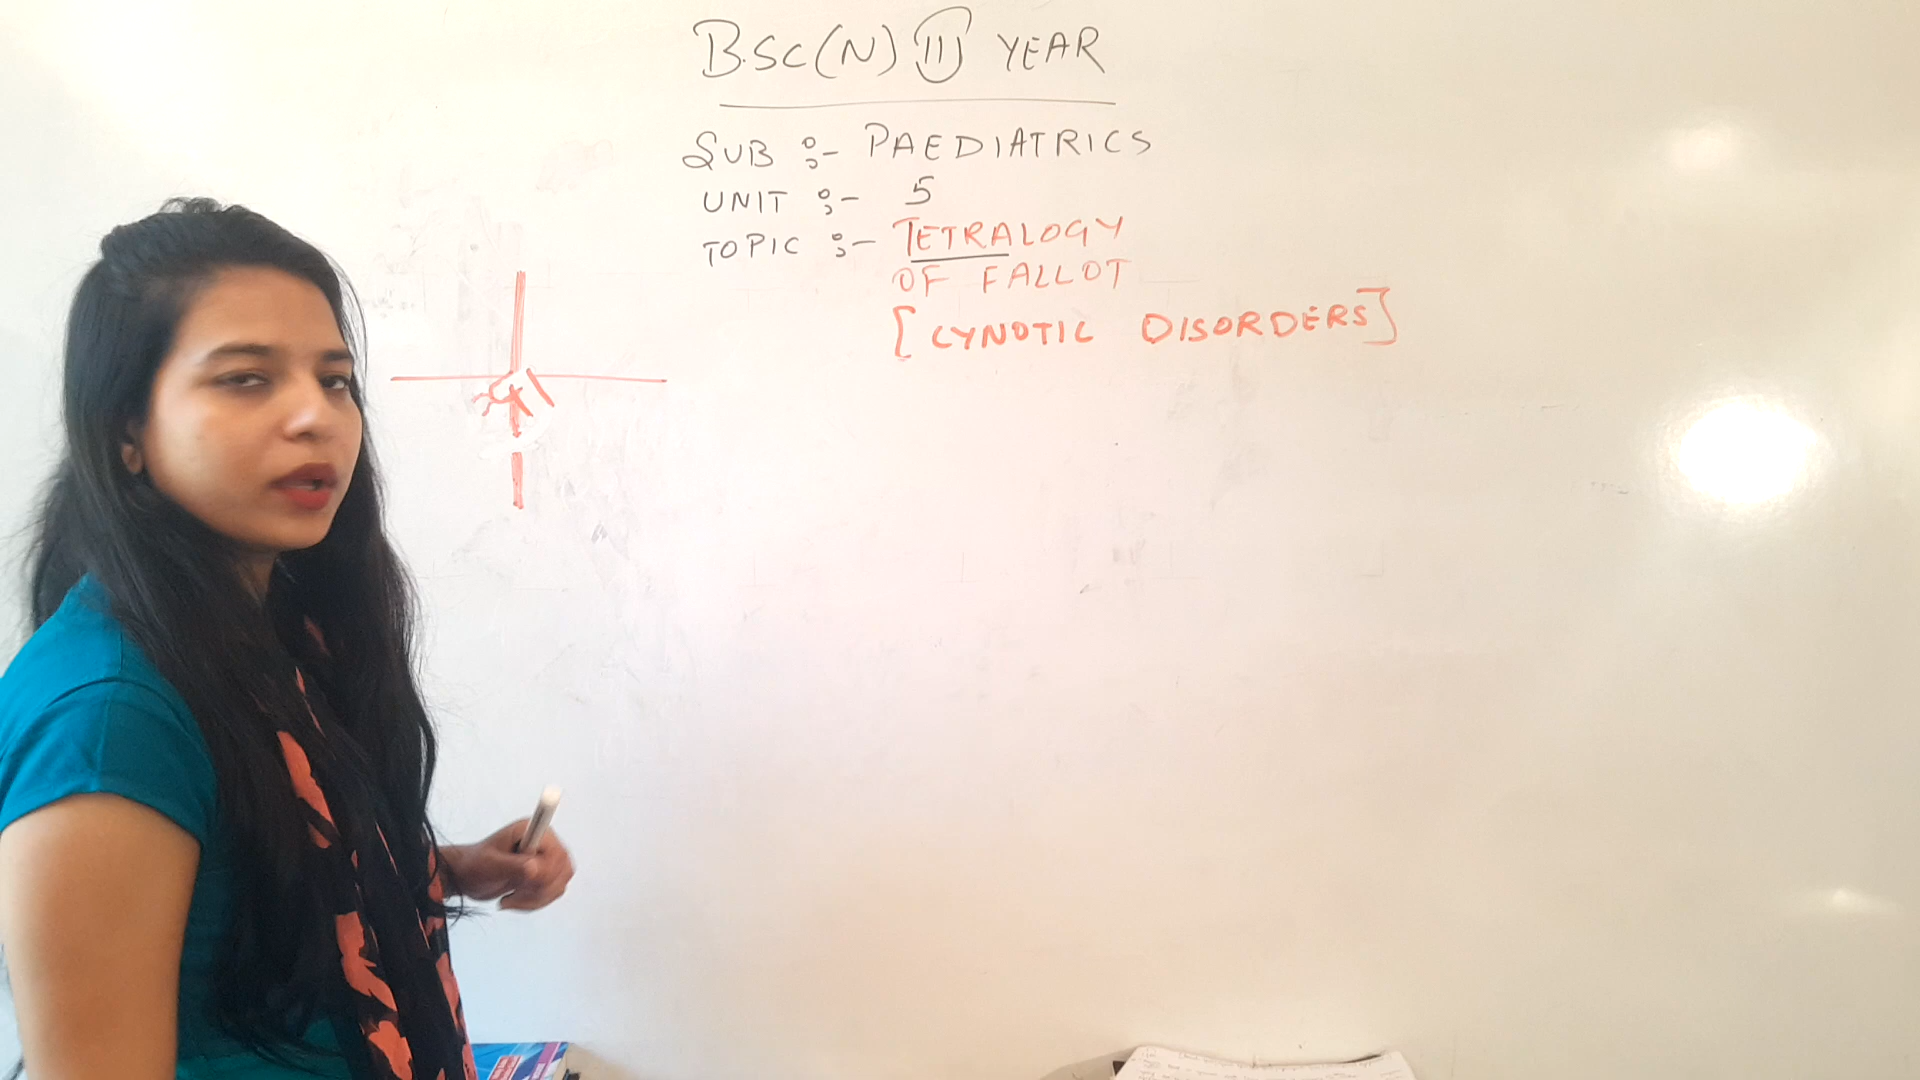 B.SC(N) III YEAR
SUB :- PAEDIATRICS
UNIT :- 5
TOPIC :- TETRALOGY
OF FALLOT
[CYNOTIC DISORDERS]